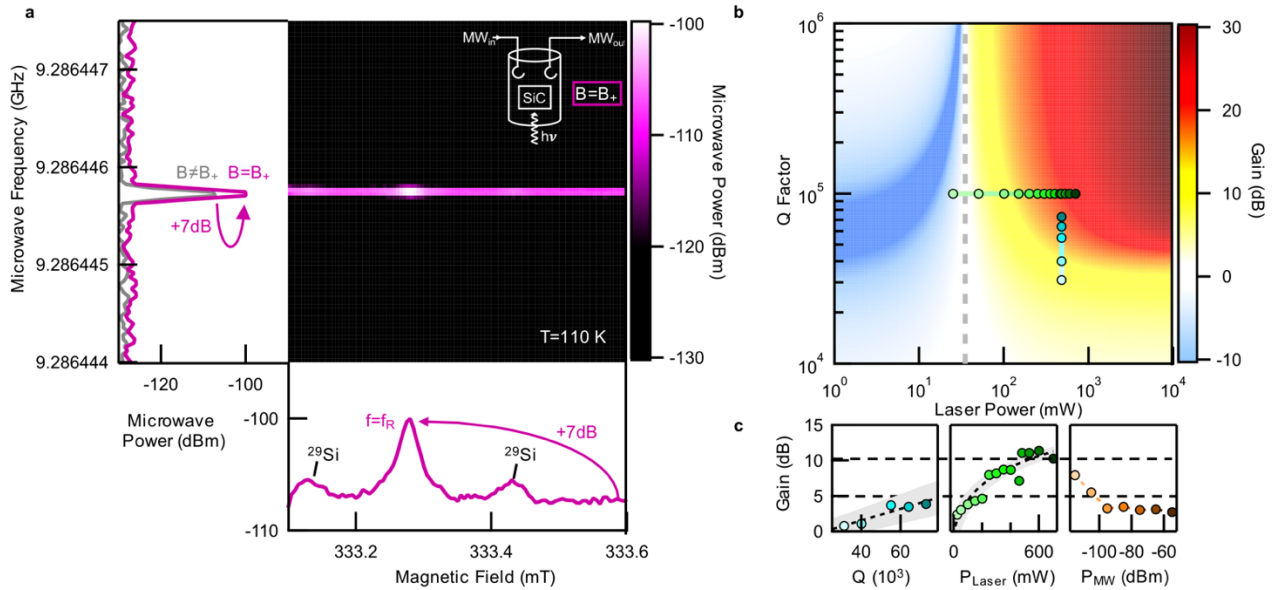 a
b
c
9.286447
9.286446
9.286445
9.286444
Microwave Frequency (GHz)
B≠B₊ B=B₊
+7dB
-120 -100
Microwave
Power (dBm)
MWin
MWou
SiC
hν
B=B₊
T=110 K
-100
-110
-120
-130
Microwave Power (dBm)
-100
-110
f=fR
+7dB
²⁹Si
²⁹Si
333.2 333.4 333.6
Magnetic Field (mT)
10⁶
10⁵
10⁴
Q Factor
10⁰ 10¹ 10² 10³ 10⁴
Laser Power (mW)
30
20
10
0
-10
Gain (dB)
15
10
5
0
Gain (dB)
40 60
Q (10³)
0 600
PLaser (mW)
-100 -80 -60
PMW (dBm)